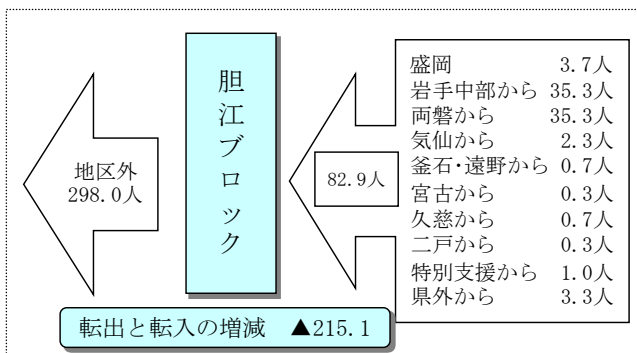 地区外
298.0人
胆江ブロック
82.9人
盛岡 3.7人
岩手中部から 35.3人
両磐から 35.3人
気仙から 2.3人
釜石・遠野から 0.7人
宮古から 0.3人
久慈から 0.7人
二戸から 0.3人
特別支援から 1.0人
県外から 3.3人
転出と転入の増減 ▲215.1